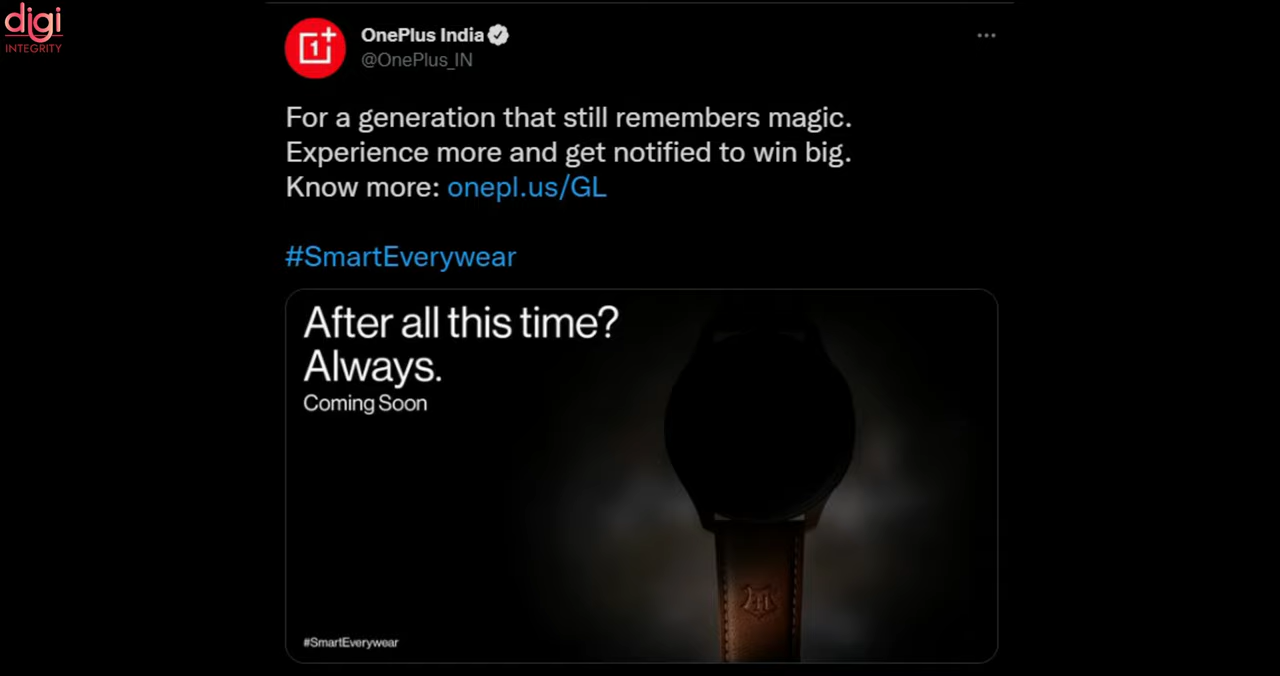 digi
INTEGRITY
OnePlus India
@OnePlus_IN
For a generation that still remembers magic.
Experience more and get notified to win big.
Know more: onepl.us/GL
#SmartEverywear
After all this time?
Always.
Coming Soon
H
#SmartEverywear